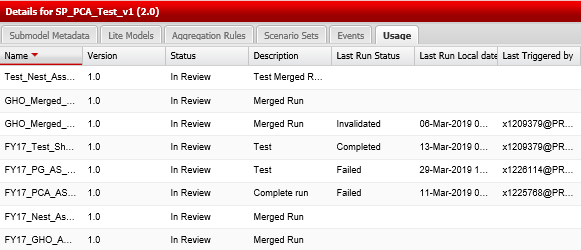 Details for SP_PCA_Test_v1 (2.0)
Submodel Metadata Lite Models Aggregation Rules Scenario Sets Events Usage
Name Version Status Description Last Run Status Last Run Local date Last Triggered by
Test_Nest_Ass... 1.0 In Review Test Merged R...
GHO_Merged_... 1.0 In Review Merged Run
GHO_Merged_... 1.0 In Review Merged Run Invalidated 06-Mar-2019 0... x1209379@PR...
FY17_Test_Sh... 1.0 In Review Test Completed 13-Mar-2019 0... x1209379@PR...
FY17_PG_AS_... 1.0 In Review Test Failed 29-Mar-2019 1... x1226114@PR...
FY17_PCA_AS... 1.0 In Review Complete run Failed 11-Mar-2019 0... x1225768@PR...
FY17_Nest_As... 1.0 In Review Merged Run
FY17_GHO_A... 1.0 In Review Merged Run